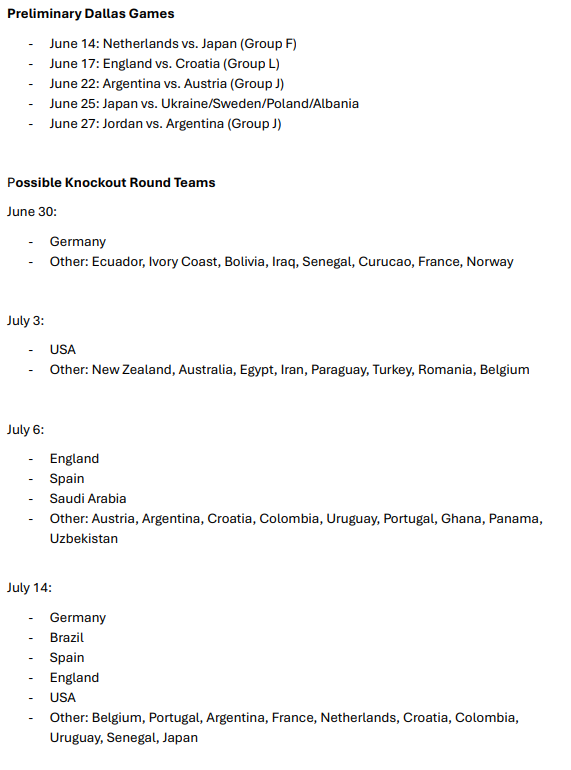 Preliminary Dallas Games
- June 14: Netherlands vs. Japan (Group F)
- June 17: England vs. Croatia (Group L)
- June 22: Argentina vs. Austria (Group J)
- June 25: Japan vs. Ukraine/Sweden/Poland/Albania
- June 27: Jordan vs. Argentina (Group J)
Possible Knockout Round Teams
June 30:
- Germany
- Other: Ecuador, Ivory Coast, Bolivia, Iraq, Senegal, Curucao, France, Norway
July 3:
- USA
- Other: New Zealand, Australia, Egypt, Iran, Paraguay, Turkey, Romania, Belgium
July 6:
- England
- Spain
- Saudi Arabia
- Other: Austria, Argentina, Croatia, Colombia, Uruguay, Portugal, Ghana, Panama,
Uzbekistan
July 14:
- Germany
- Brazil
- Spain
- England
- USA
- Other: Belgium, Portugal, Argentina, France, Netherlands, Croatia, Colombia,
Uruguay, Senegal, Japan